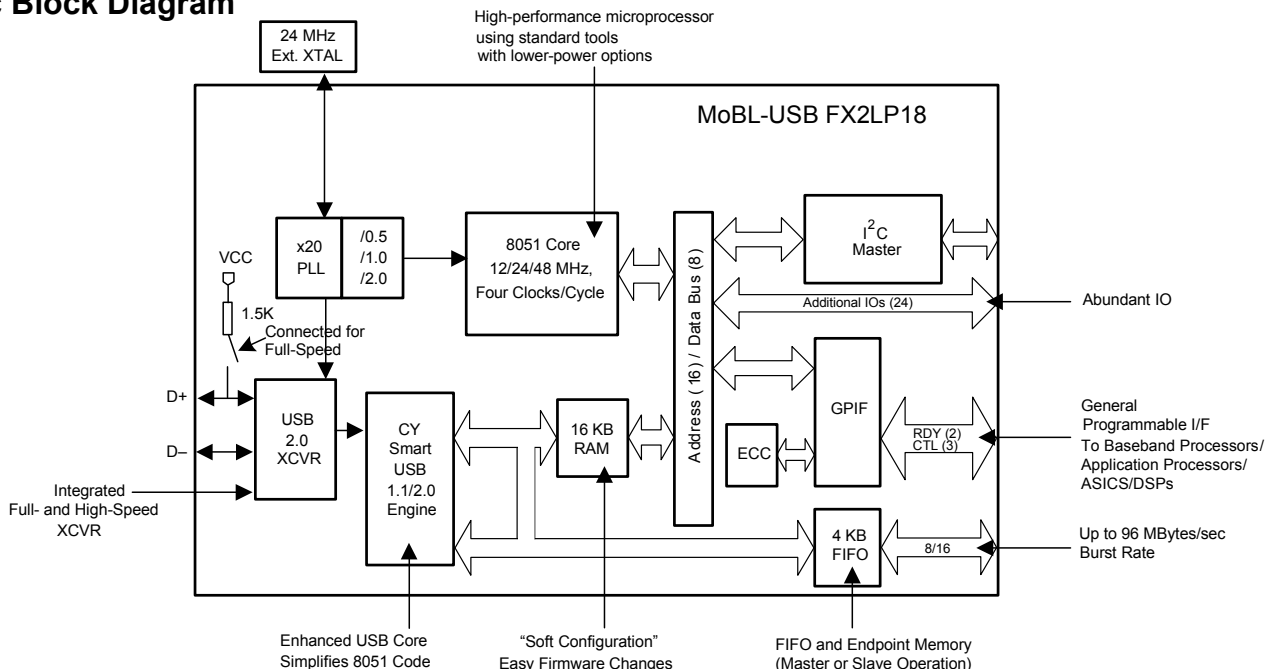 Block Diagram
24 MHz
Ext. XTAL
High-performance microprocessor
using standard tools
with lower-power options
MoBL-USB FX2LP18
x20
PLL
/0.5
/1.0
/2.0
8051 Core
12/24/48 MHz,
Four Clocks/Cycle
I2C
Master
VCC
1.5K
Connected for
Full-Speed
Address (16) / Data Bus (8)
Additional IOs (24)
Abundant IO
D+
D–
USB
2.0
XCVR
CY
Smart
USB
1.1/2.0
Engine
16 KB
RAM
ECC
GPIF
RDY (2)
CTL (3)
General
Programmable I/F
To Baseband Processors/
Application Processors/
ASICS/DSPs
Integrated
Full- and High-Speed
XCVR
4 KB
FIFO
8/16
Up to 96 MBytes/sec
Burst Rate
Enhanced USB Core
Simplifies 8051 Code
“Soft Configuration”
Easy Firmware Changes
FIFO and Endpoint Memory
(Master or Slave Operation)